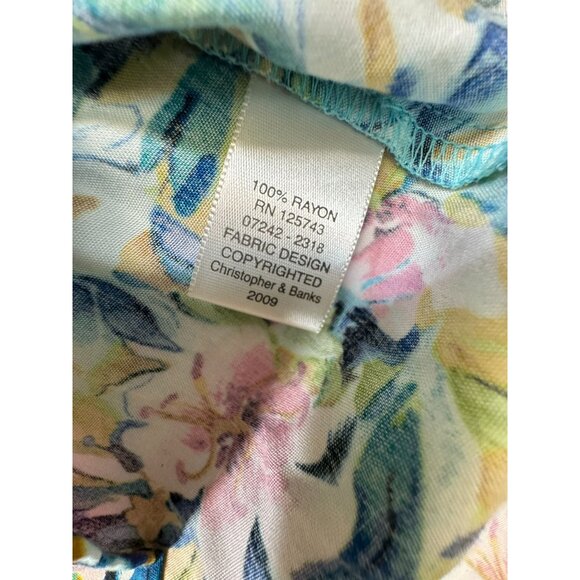 100% RAYON
RN 125743
07242 - 2318
FABRIC DESIGN
COPYRIGHTED
Christopher & Banks
2009